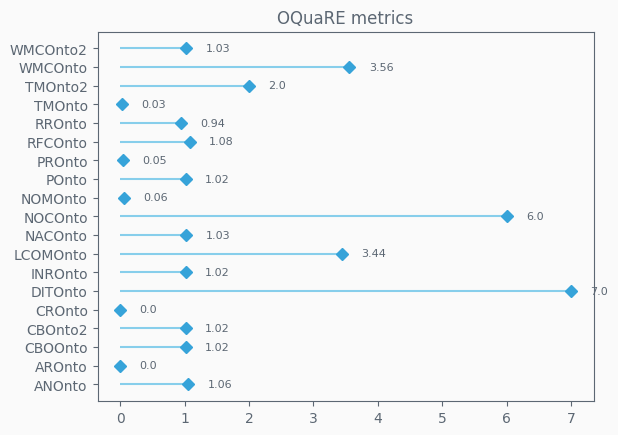 OQuaRE metrics
WMCOnto2 1.03
WMCOnto 3.56
TMOnto2 2.0
TMOnto 0.03
RROnto 0.94
RFCOnto 1.08
PROnto 0.05
POnto 1.02
NOMOnto 0.06
NOCOnto 6.0
NACOnto 1.03
LCOMOnto 3.44
INROnto 1.02
DITOnto 7.0
CROnto 0.0
CBOnto2 1.02
CBOOnto 1.02
AROnto 0.0
ANOnto 1.06
0 1 2 3 4 5 6 7